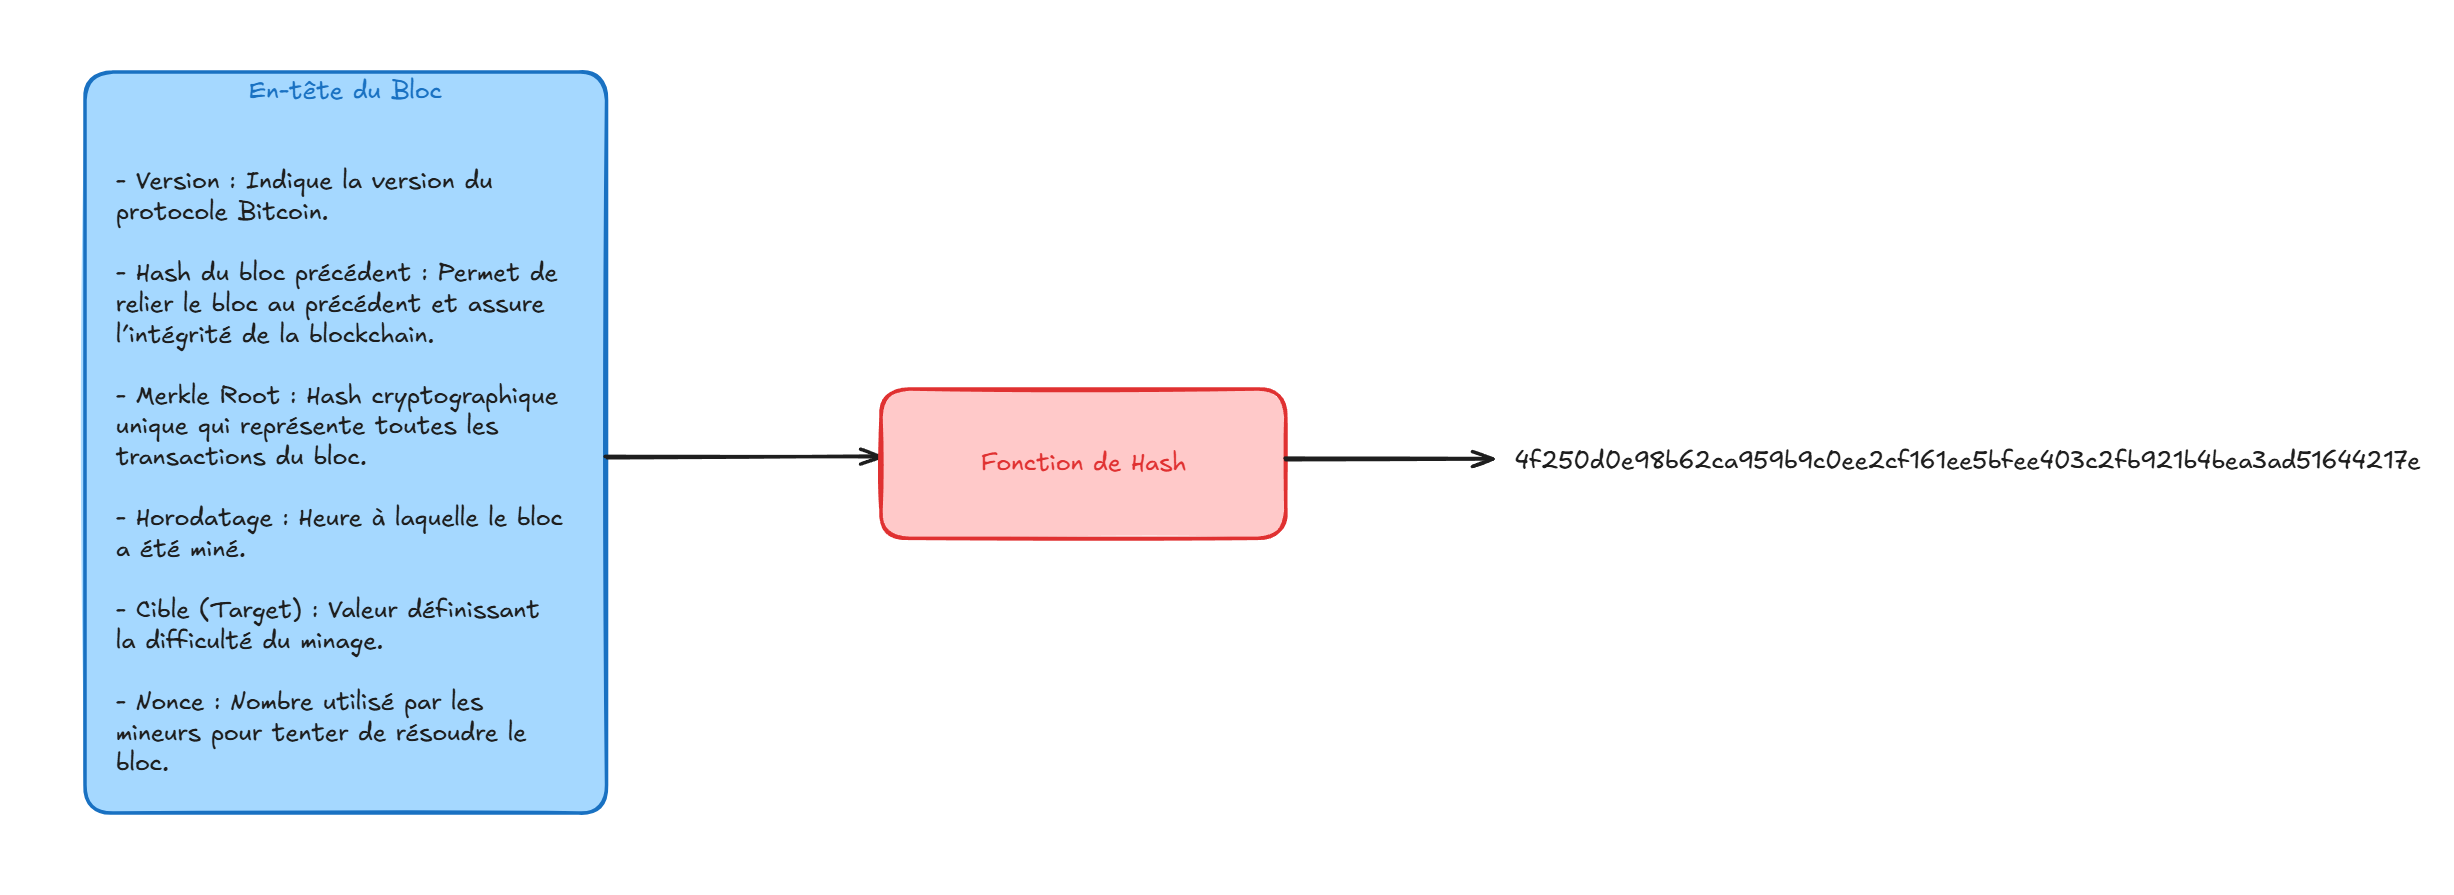 En-tête du Bloc
- Version : Indique la version du
protocole Bitcoin.
- Hash du bloc précédent : Permet de
relier le bloc au précédent et assure
l'intégrité de la blockchain.
- Merkle Root : Hash cryptographique
unique qui représente toutes les
transactions du bloc.
- Horodatage : Heure à laquelle le bloc
a été miné.
- Cible (Target) : Valeur définissant
la difficulté du minage.
- Nonce : Nombre utilisé par les
mineurs pour tenter de résoudre le
bloc.
Fonction de Hash
4f250d0e98b62ca959b9c0ee2cf161ee5bfee403c2fb921b4bea3ad51644217e